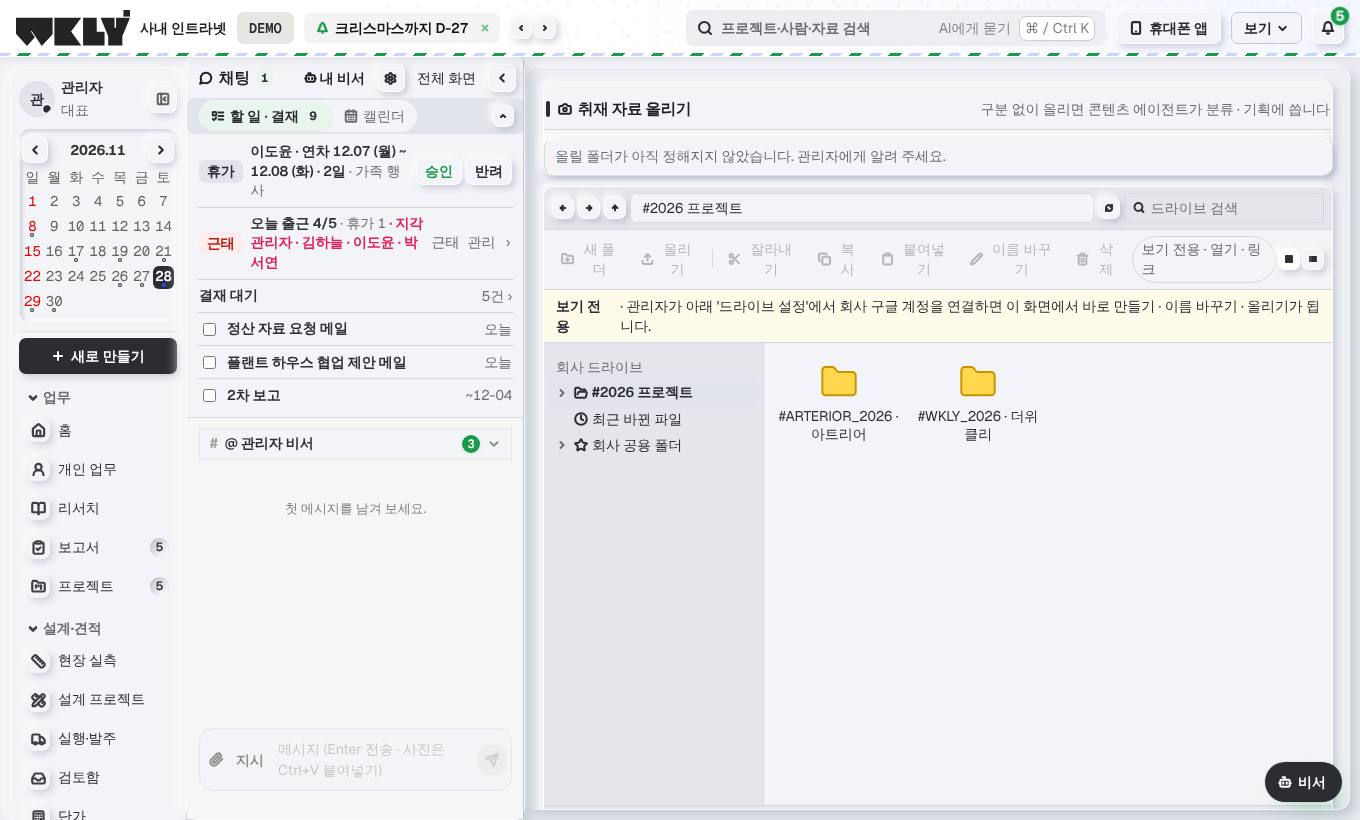 WKLY 사내 인트라넷 DEMO 크리스마스까지 D-27 × ‹ › 프로젝트·사람·자료 검색 AI에게 묻기 ⌘ / Ctrl K 휴대폰 앱 보기 5
관
관리자
대표
2026.11
일 월 화 수 목 금 토
1 2 3 4 5 6 7
8 9 10 11 12 13 14
15 16 17 18 19 20 21
22 23 24 25 26 27 28
29 30
+ 새로 만들기
업무
홈
개인 업무
리서치
보고서 5
프로젝트 5
설계·견적
현장 실측
설계 프로젝트
실행·발주
검토함
단가
채팅 1 내 비서 전체 화면
할 일 · 결재 9 캘린더
휴가
이도윤 · 연차 12.07 (월) ~
12.08 (화) · 2일 · 가족 행
사
승인 반려
근태
오늘 출근 4/5 · 휴가 1 · 지각
관리자 · 김하늘 · 이도윤 · 박
서연
근태 관리 ›
결재 대기 5건 ›
정산 자료 요청 메일 오늘
플랜트 하우스 협업 제안 메일 오늘
2차 보고 ~12-04
# @ 관리자 비서 3
첫 메시지를 남겨 보세요.
지시
메시지 (Enter 전송 · 사진은
Ctrl+V 붙여넣기)
취재 자료 올리기 구분 없이 올리면 콘텐츠 에이전트가 분류 · 기획에 씁니다
올릴 폴더가 아직 정해지지 않았습니다. 관리자에게 알려 주세요.
#2026 프로젝트 드라이브 검색
새 폴
더
올리
기
잘라내
기
복
사
붙여넣
기
이름 바꾸
기
삭
제
보기 전용 · 열기 · 링
크
보기 전
용
· 관리자가 아래 '드라이브 설정'에서 회사 구글 계정을 연결하면 이 화면에서 바로 만들기 · 이름 바꾸기 · 올리기가 됩
니다.
회사 드라이브
#2026 프로젝트
최근 바뀐 파일
회사 공용 폴더
#ARTERIOR_2026 ·
아트리어
#WKLY_2026 · 더위
클리
비서